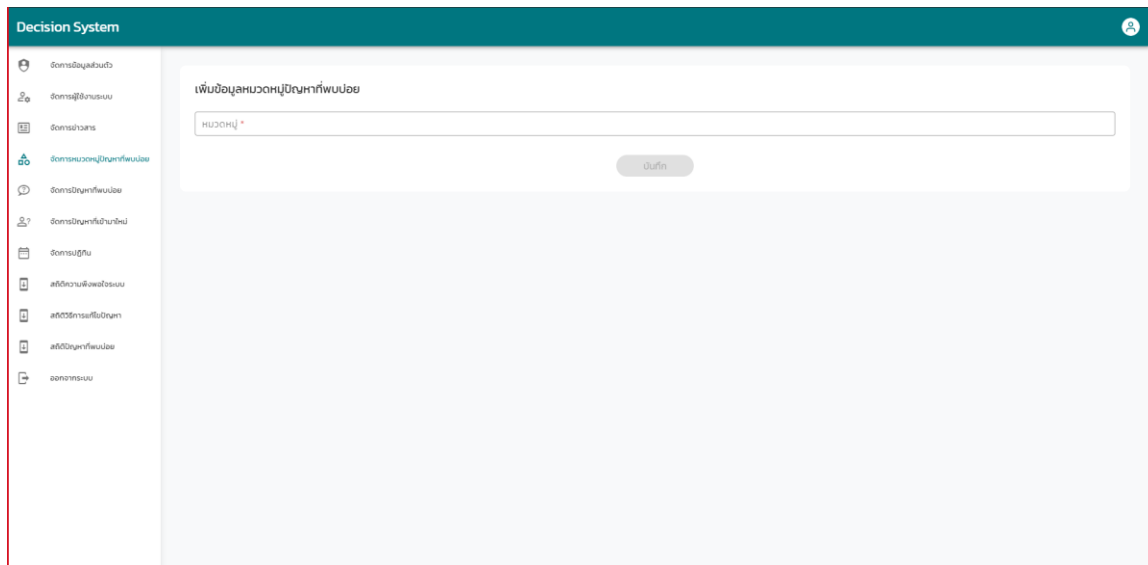 Decision System
จัดการข้อมูลส่วนตัว
จัดการผู้ใช้งานระบบ
จัดการข่าวสาร
จัดการหมวดหมู่ปัญหาที่พบบ่อย
จัดการปัญหาที่พบบ่อย
จัดการปัญหาที่เข้ามาใหม่
จัดการปฏิทิน
สถิติความพึงพอใจระบบ
สถิติวิธีการแก้ไขปัญหา
สถิติปัญหาที่พบบ่อย
ออกจากระบบ
เพิ่มข้อมูลหมวดหมู่ปัญหาที่พบบ่อย
หมวดหมู่ *
บันทึก